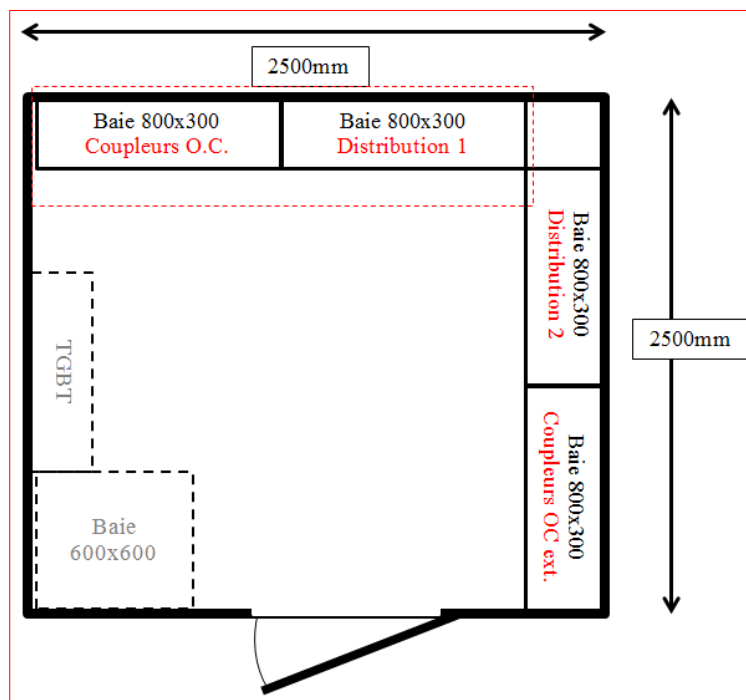 2500mm
Baie 800x300
Coupleurs O.C.
Baie 800x300
Distribution 1
Baie 800x300
Distribution 2
2500mm
TGBT
Baie 800x300
Coupleurs OC ext.
Baie
600x600